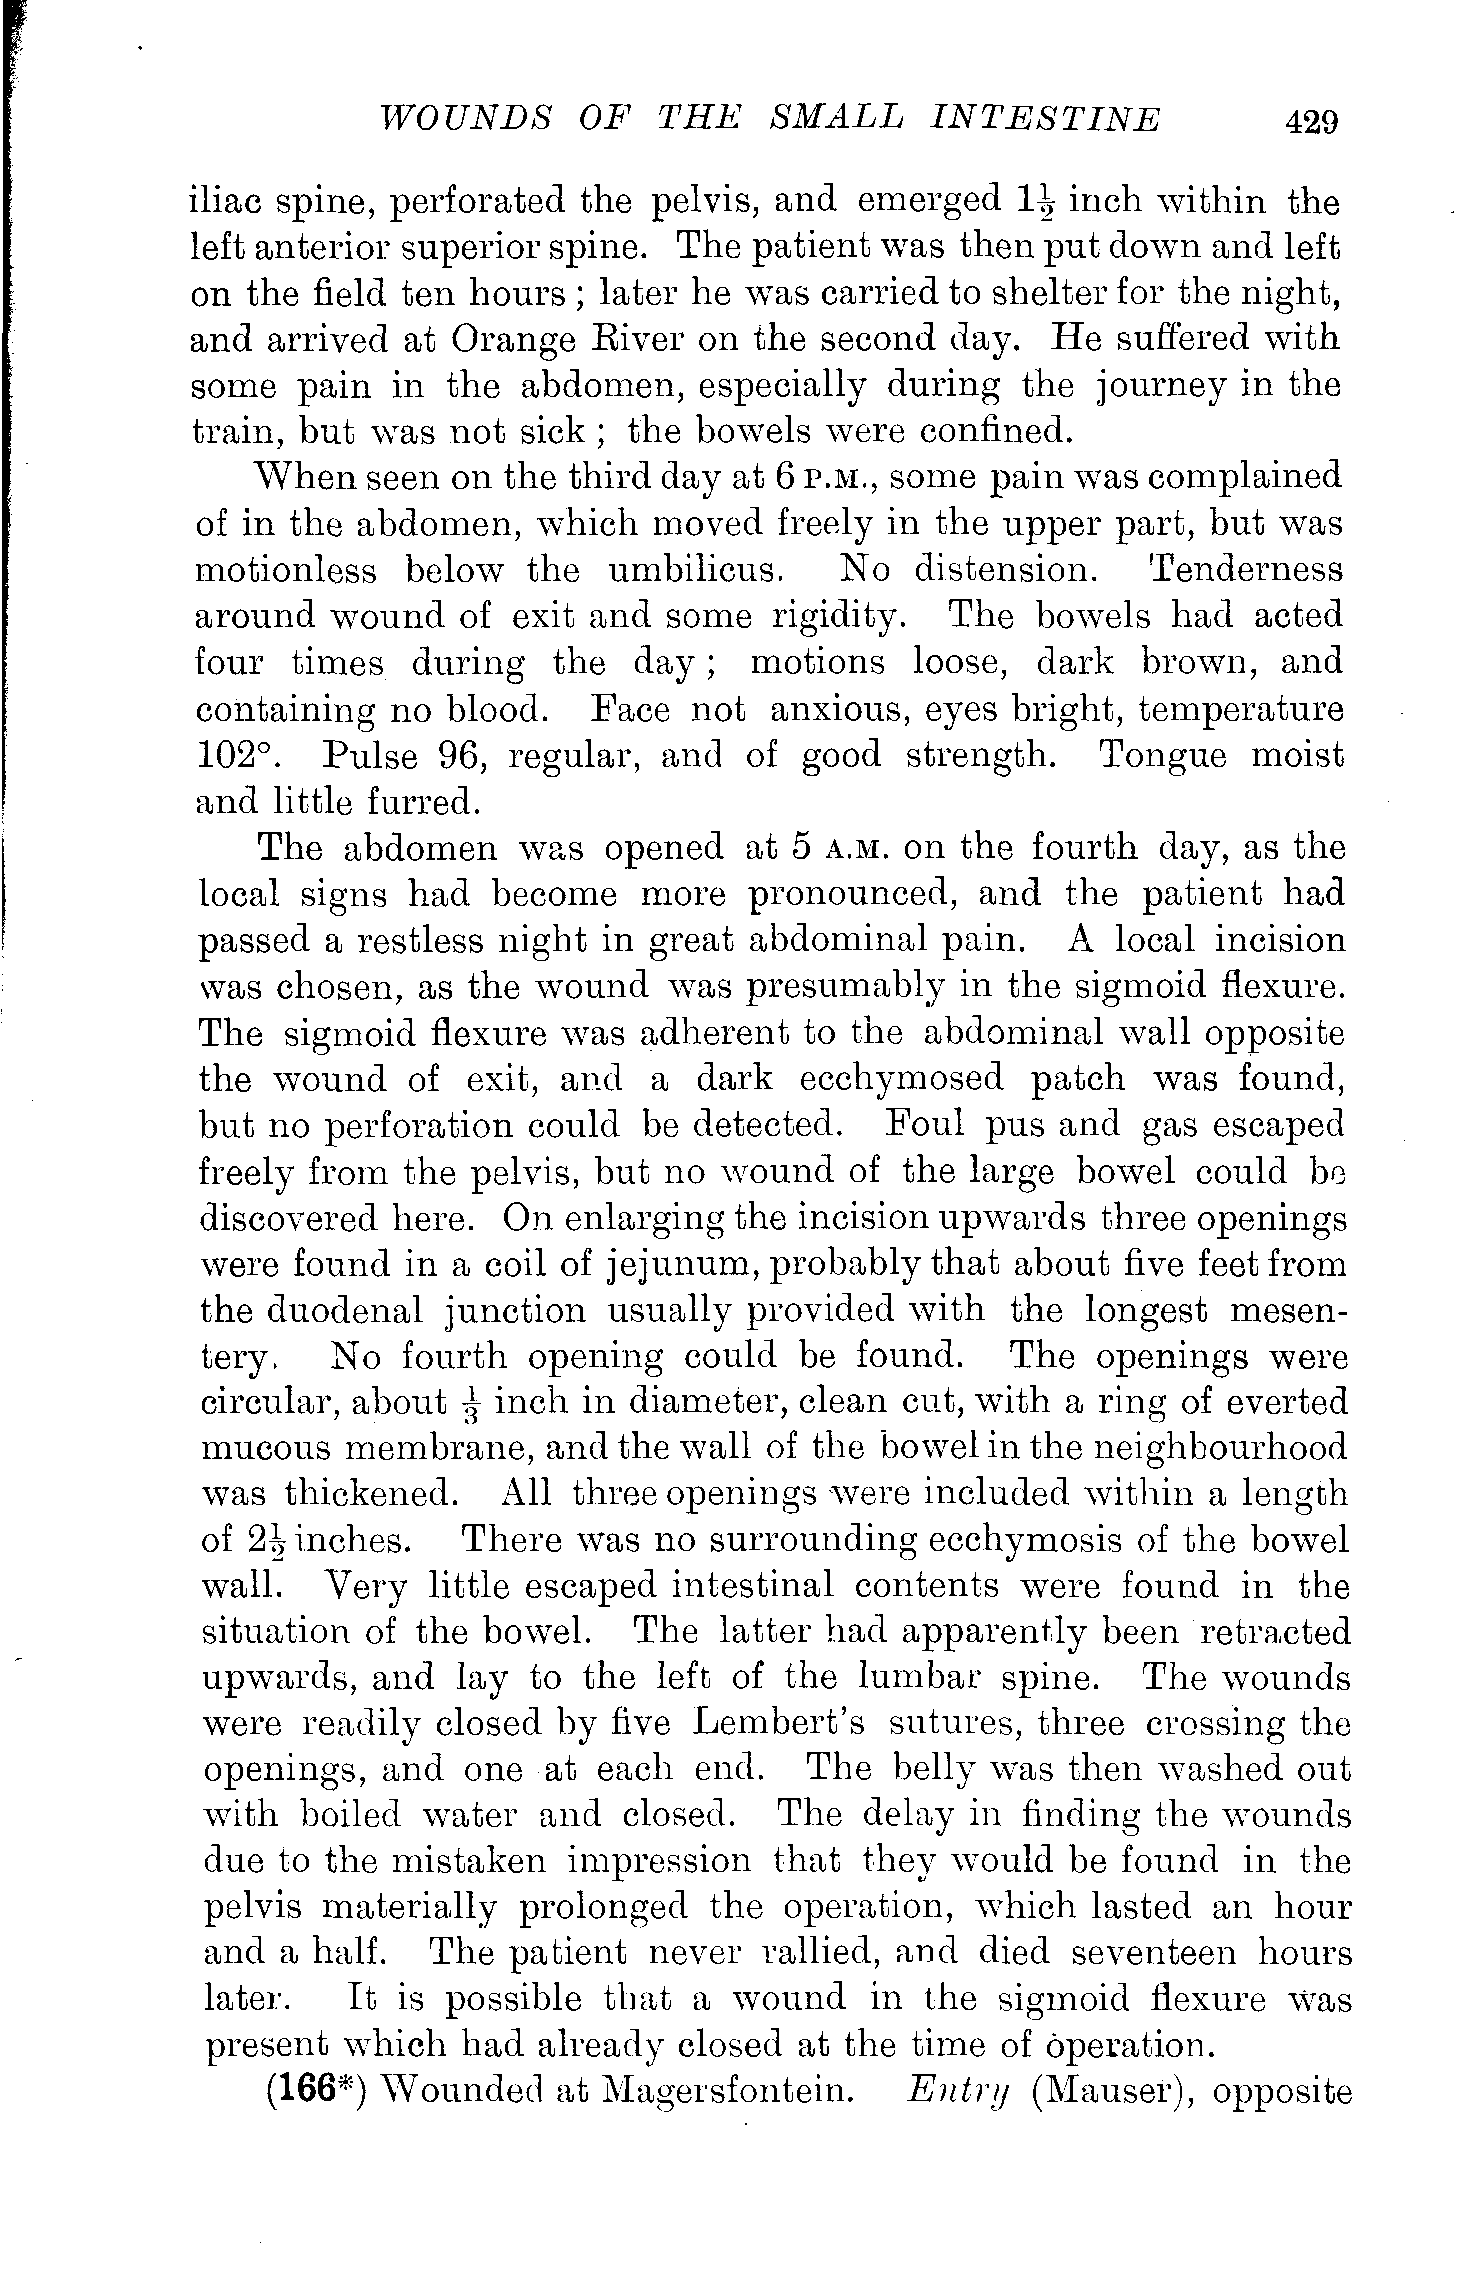 WOUNDS OF THE SMALL INTESTINE 429
iliac spine, perforated the pelvis, and emerged 1½ inch within the
left anterior superior spine. The patient was then put down and left
on the field ten hours ; later he was carried to shelter for the night,
and arrived at Orange River on the second day. He suffered with
some pain in the abdomen, especially during the journey in the
train, but was not sick ; the bowels were confined.
When seen on the third day at 6 P.M., some pain was complained
of in the abdomen, which moved freely in the upper part, but was
motionless below the umbilicus. No distension. Tenderness
around wound of exit and some rigidity. The bowels had acted
four times during the day ; motions loose, dark brown, and
containing no blood. Face not anxious, eyes bright, temperature
102°. Pulse 96, regular, and of good strength. Tongue moist
and little furred.
The abdomen was opened at 5 A.M. on the fourth day, as the
local signs had become more pronounced, and the patient had
passed a restless night in great abdominal pain. A local incision
was chosen, as the wound was presumably in the sigmoid flexure.
The sigmoid flexure was adherent to the abdominal wall opposite
the wound of exit, and a dark ecchymosed patch was found,
but no perforation could be detected. Foul pus and gas escaped
freely from the pelvis, but no wound of the large bowel could be
discovered here. On enlarging the incision upwards three openings
were found in a coil of jejunum, probably that about five feet from
the duodenal junction usually provided with the longest mesen-
tery. No fourth opening could be found. The openings were
circular, about ⅓ inch in diameter, clean cut, with a ring of everted
mucous membrane, and the wall of the bowel in the neighbourhood
was thickened. All three openings were included within a length
of 2½ inches. There was no surrounding ecchymosis of the bowel
wall. Very little escaped intestinal contents were found in the
situation of the bowel. The latter had apparently been retracted
upwards, and lay to the left of the lumbar spine. The wounds
were readily closed by five Lembert's sutures, three crossing the
openings, and one at each end. The belly was then washed out
with boiled water and closed. The delay in finding the wounds
due to the mistaken impression that they would be found in the
pelvis materially prolonged the operation, which lasted an hour
and a half. The patient never rallied, and died seventeen hours
later. It is possible that a wound in the sigmoid flexure was
present which had already closed at the time of operation.
(166*) Wounded at Magersfontein. Entry (Mauser), opposite